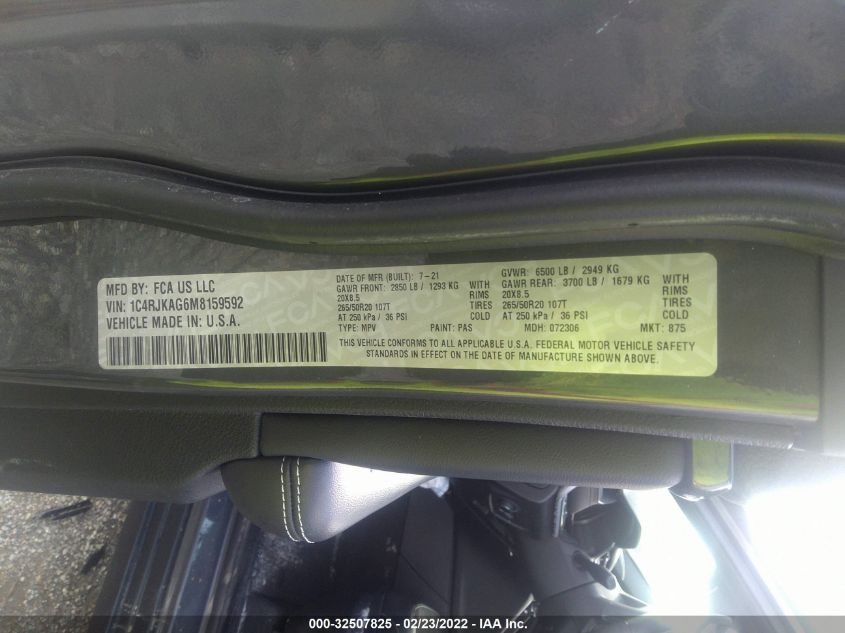 MFD BY: FCA US LLC
VIN: 1C4RJKAG6M8159592
VEHICLE MADE IN: U.S.A.
DATE OF MFR (BUILT): 7-21
GAWR FRONT: 2850 LB / 1293 KG WITH
20X8.5 RIMS
265/50R20 107T TIRES
AT 250 kPa / 36 PSI COLD
TYPE: MPV PAINT: PAS
GVWR: 6500 LB / 2949 KG
GAWR REAR: 3700 LB / 1679 KG WITH
20X8.5 RIMS
265/50R20 107T TIRES
AT 250 kPa / 36 PSI COLD
MDH: 072306 MKT: 875
THIS VEHICLE CONFORMS TO ALL APPLICABLE U.S.A. FEDERAL MOTOR VEHICLE SAFETY
STANDARDS IN EFFECT ON THE DATE OF MANUFACTURE SHOWN ABOVE.
000-32507825 - 02/23/2022 - IAA Inc.